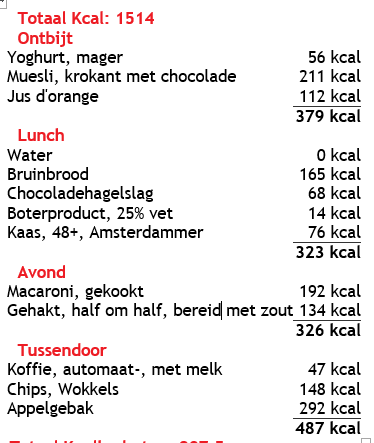 Totaal Kcal: 1514
Ontbijt
Yoghurt, mager 56 kcal
Muesli, krokant met chocolade 211 kcal
Jus d'orange 112 kcal
379 kcal
Lunch
Water 0 kcal
Bruinbrood 165 kcal
Chocoladehagelslag 68 kcal
Boterproduct, 25% vet 14 kcal
Kaas, 48+, Amsterdammer 76 kcal
323 kcal
Avond
Macaroni, gekookt 192 kcal
Gehakt, half om half, bereid met zout 134 kcal
326 kcal
Tussendoor
Koffie, automaat-, met melk 47 kcal
Chips, Wokkels 148 kcal
Appelgebak 292 kcal
487 kcal